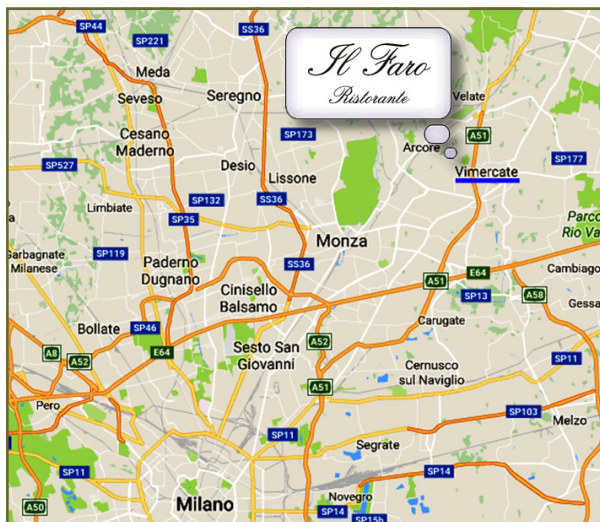 SP44
SP221
SS36
Il Faro
Ristorante
Meda
Seveso
Seregno
Velate
Cesano
Maderno
SP173
Arcore
A51
SP527
Desio
Lissone
Vimercate
SP177
Limbiate
SP132
SS36
SP35
Monza
Parco
Rio Va
Garbagnate
Milanese
SP119
Paderno
Dugnano
SS36
E64
Cambiago
Cinisello
Balsamo
A51
SP13
A58
Gessa
Bollate
SP46
Carugate
A8
A52
E64
Sesto San
Giovanni
A52
Cernusco
sul Naviglio
SP11
A51
Pero
SP103
Melzo
SP11
Segrate
SP11
SP14
Novegro
A50
Milano
SP14
SP15b